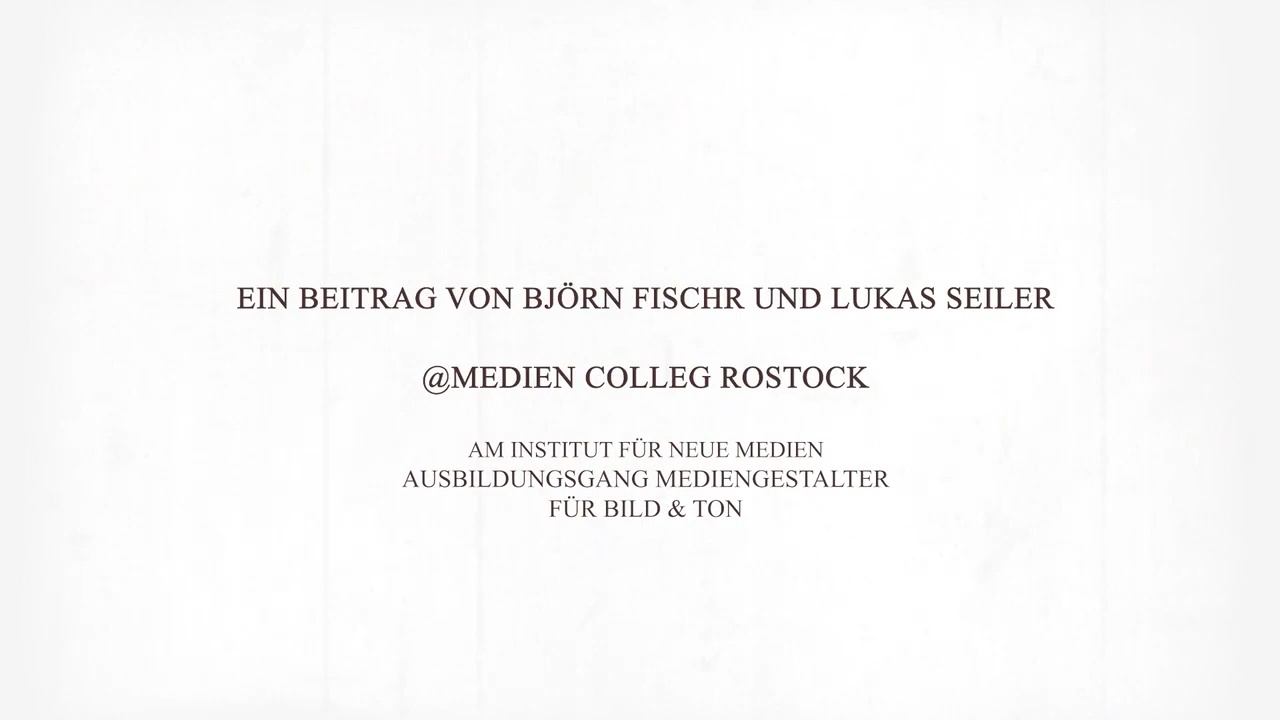 EIN BEITRAG VON BJÖRN FISCHR UND LUKAS SEILER
@MEDIEN COLLEG ROSTOCK
AM INSTITUT FÜR NEUE MEDIEN
AUSBILDUNGSGANG MEDIENGESTALTER
FÜR BILD & TON